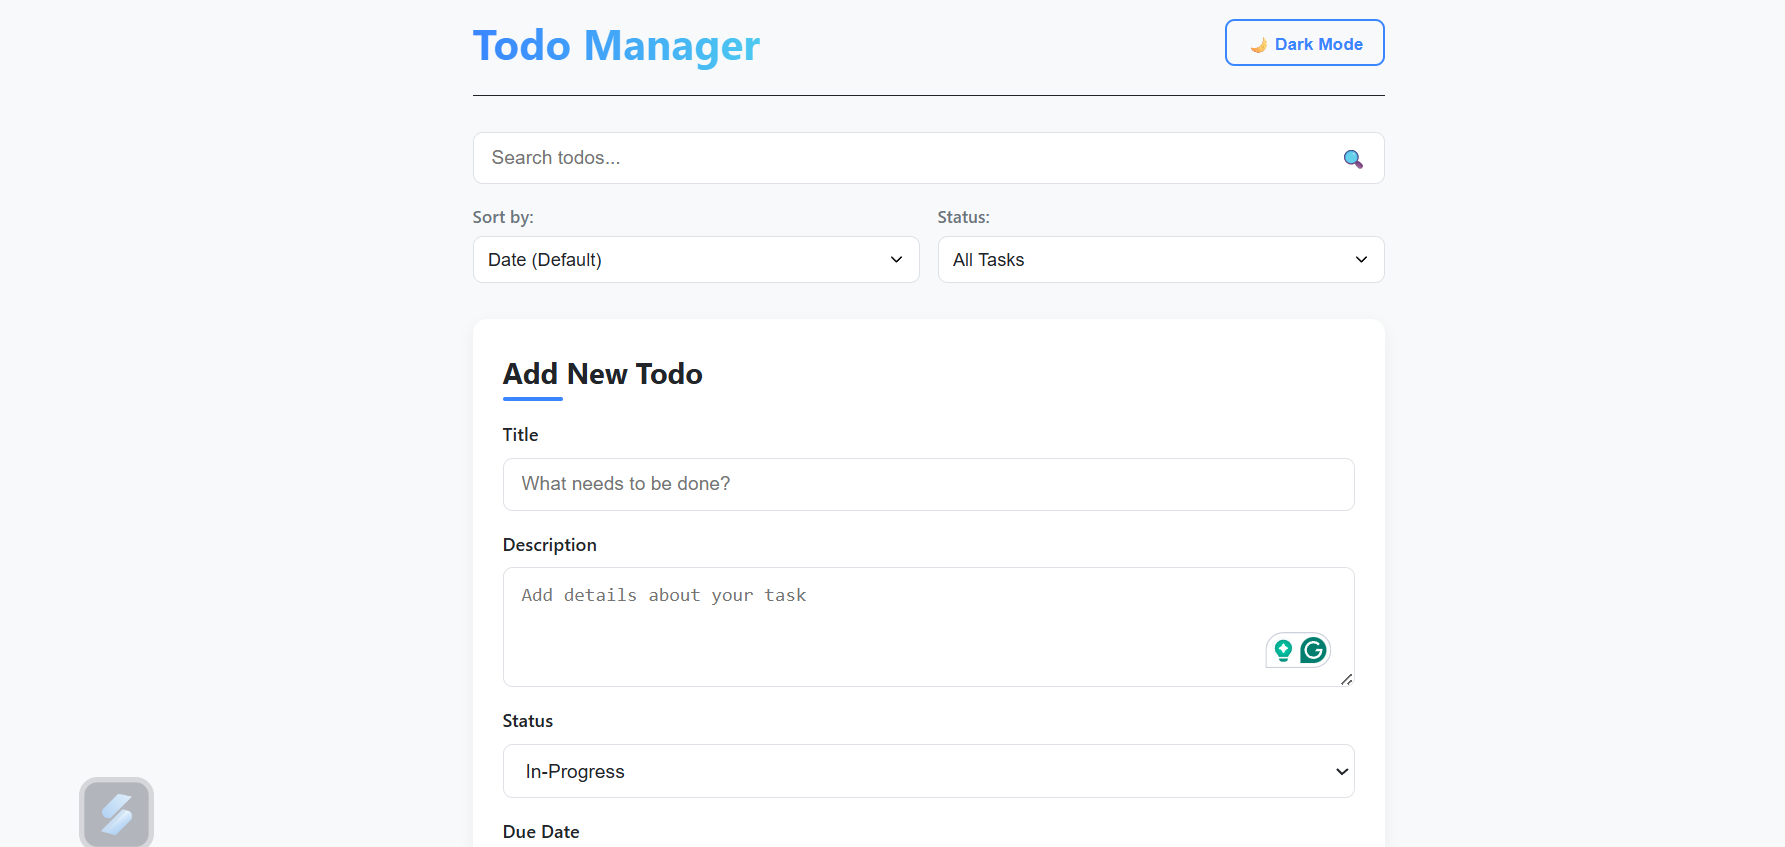 Todo Manager
🌙 Dark Mode
Search todos...
Sort by:
Status:
Date (Default)
All Tasks
Add New Todo
Title
What needs to be done?
Description
Add details about your task
Status
In-Progress
Due Date